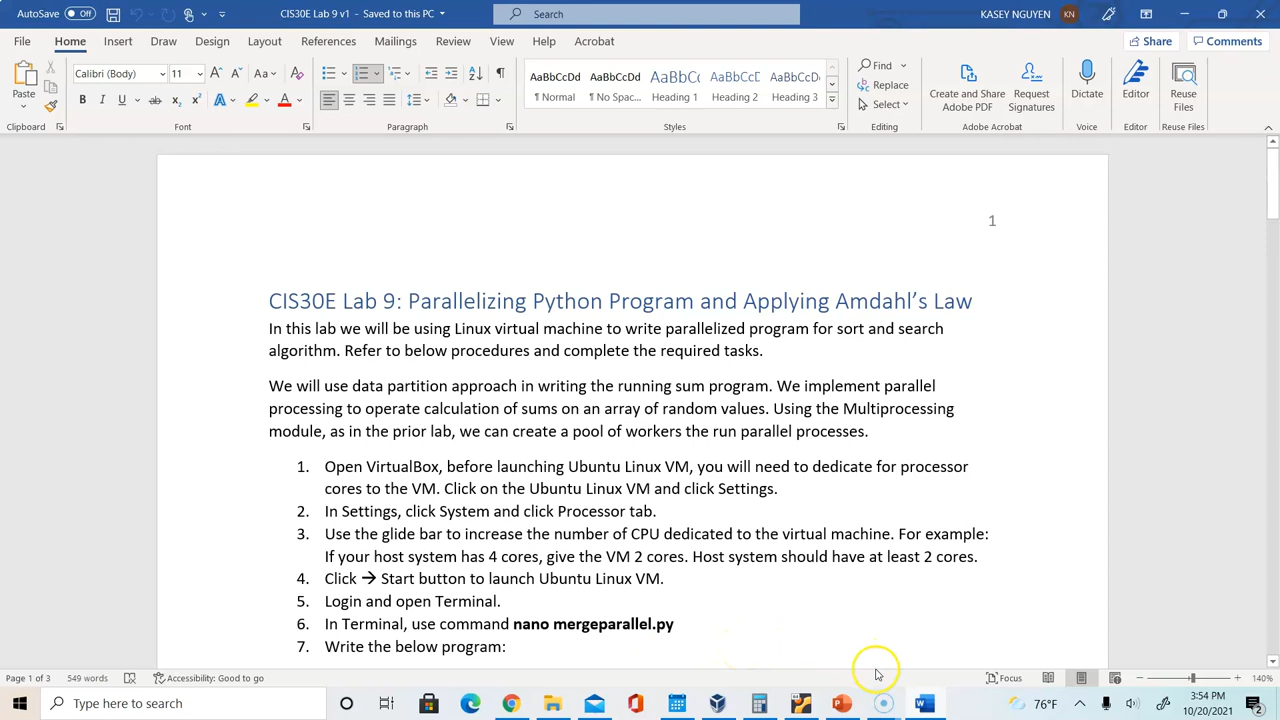 AutoSave Off
CIS30E Lab 9 v1 - Saved to this PC
Search
KASEY NGUYEN KN
File Home Insert Draw Design Layout References Mailings Review View Help Acrobat Share Comments
Paste
Calibri (Body) 11
AaBbCcDd AaBbCcDd AaBbCc AaBbCcD AaBbCcD
¶ Normal ¶ No Spac... Heading 1 Heading 2 Heading 3
Find
Replace
Select
Create and Share Adobe PDF
Request Signatures
Dictate
Editor
Reuse Files
Clipboard Font Paragraph Styles Editing Adobe Acrobat Voice Editor Reuse Files
1
CIS30E Lab 9: Parallelizing Python Program and Applying Amdahl's Law
In this lab we will be using Linux virtual machine to write parallelized program for sort and search
algorithm. Refer to below procedures and complete the required tasks.
We will use data partition approach in writing the running sum program. We implement parallel
processing to operate calculation of sums on an array of random values. Using the Multiprocessing
module, as in the prior lab, we can create a pool of workers the run parallel processes.
1. Open VirtualBox, before launching Ubuntu Linux VM, you will need to dedicate for processor
cores to the VM. Click on the Ubuntu Linux VM and click Settings.
2. In Settings, click System and click Processor tab.
3. Use the glide bar to increase the number of CPU dedicated to the virtual machine. For example:
If your host system has 4 cores, give the VM 2 cores. Host system should have at least 2 cores.
4. Click → Start button to launch Ubuntu Linux VM.
5. Login and open Terminal.
6. In Terminal, use command nano mergeparallel.py
7. Write the below program:
Page 1 of 3 549 words Accessibility: Good to go Focus 140%
Type here to search
76°F
3:54 PM
10/20/2021
2